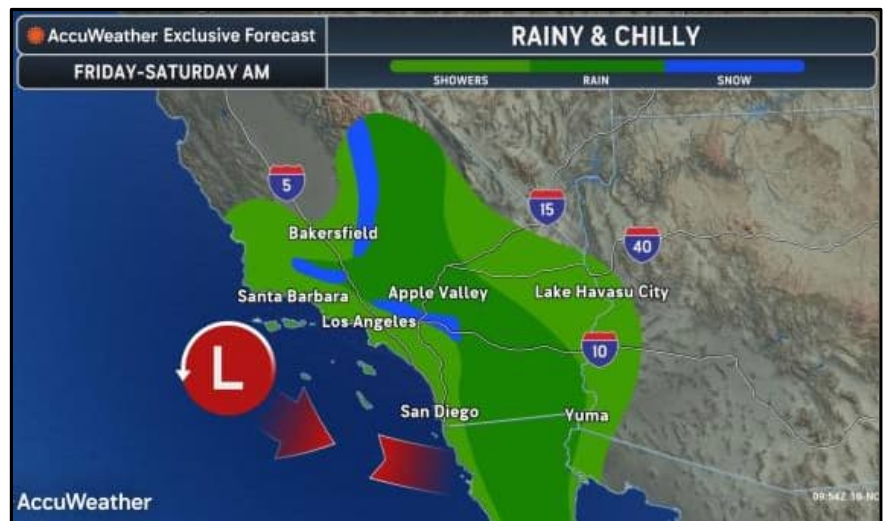 AccuWeather Exclusive Forecast
RAINY & CHILLY
FRIDAY-SATURDAY AM
SHOWERS RAIN SNOW
5
15
Bakersfield
40
Santa Barbara Apple Valley Lake Havasu City
Los Angeles
10
L
San Diego Yuma
AccuWeather